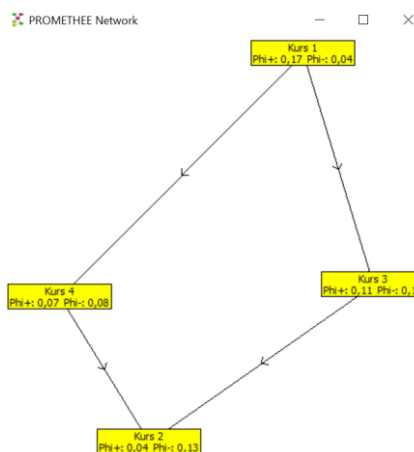 PROMETHEE Network
Kurs 1
Phi+: 0,17 Phi-: 0,04
Kurs 4
Phi+: 0,07 Phi-: 0,08
Kurs 3
Phi+: 0,11 Phi-:
Kurs 2
Phi+: 0,04 Phi-: 0,13